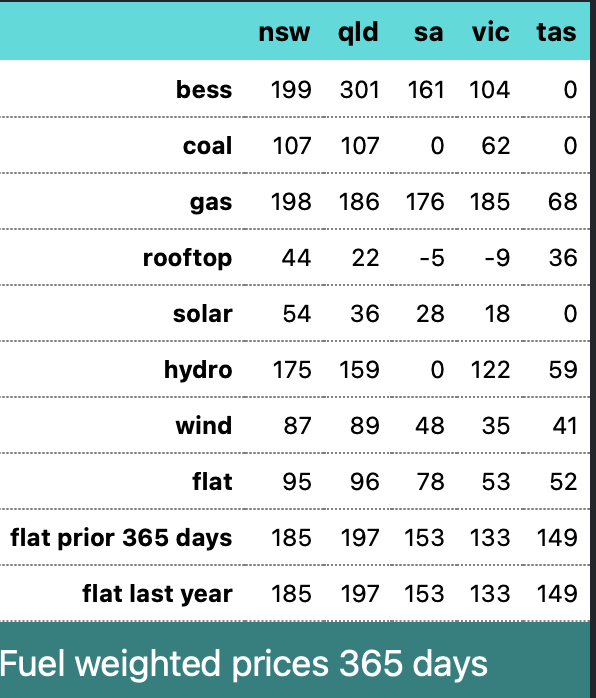 nsw qld sa vic tas
bess 199 301 161 104 0
coal 107 107 0 62 0
gas 198 186 176 185 68
rooftop 44 22 -5 -9 36
solar 54 36 28 18 0
hydro 175 159 0 122 59
wind 87 89 48 35 41
flat 95 96 78 53 52
flat prior 365 days 185 197 153 133 149
flat last year 185 197 153 133 149
Fuel weighted prices 365 days